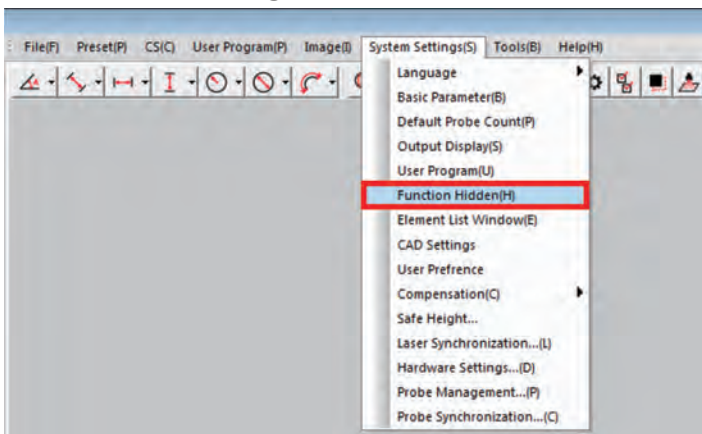 File(F) Preset(P) CS(C) User Program(P) Image(I) System Settings(S) Tools(B) Help(H)
Language
Basic Parameter(B)
Default Probe Count(P)
Output Display(S)
User Program(U)
Function Hidden(H)
Element List Window(E)
CAD Settings
User Prefrence
Compensation(C)
Safe Height...
Laser Synchronization...(L)
Hardware Settings...(D)
Probe Management...(P)
Probe Synchronization...(C)